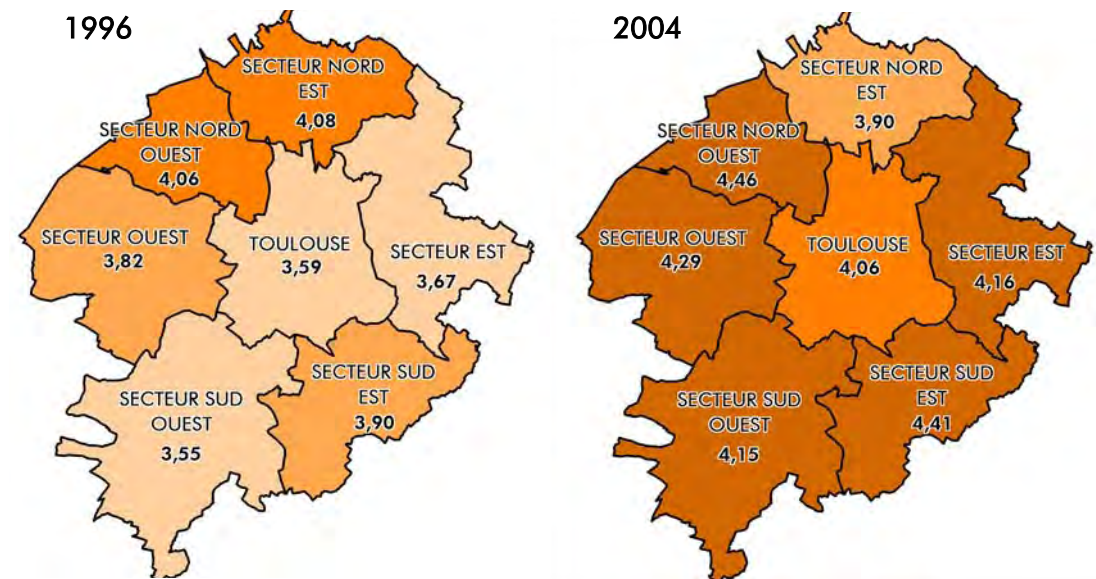 1996
SECTEUR NORD
EST
4,08
SECTEUR NORD
OUEST
4,06
SECTEUR OUEST
3,82
TOULOUSE
3,59
SECTEUR EST
3,67
SECTEUR SUD
OUEST
3,55
SECTEUR SUD
EST
3,90
2004
SECTEUR NORD
EST
3,90
SECTEUR NORD
OUEST
4,46
SECTEUR OUEST
4,29
TOULOUSE
4,06
SECTEUR EST
4,16
SECTEUR SUD
OUEST
4,15
SECTEUR SUD
EST
4,41